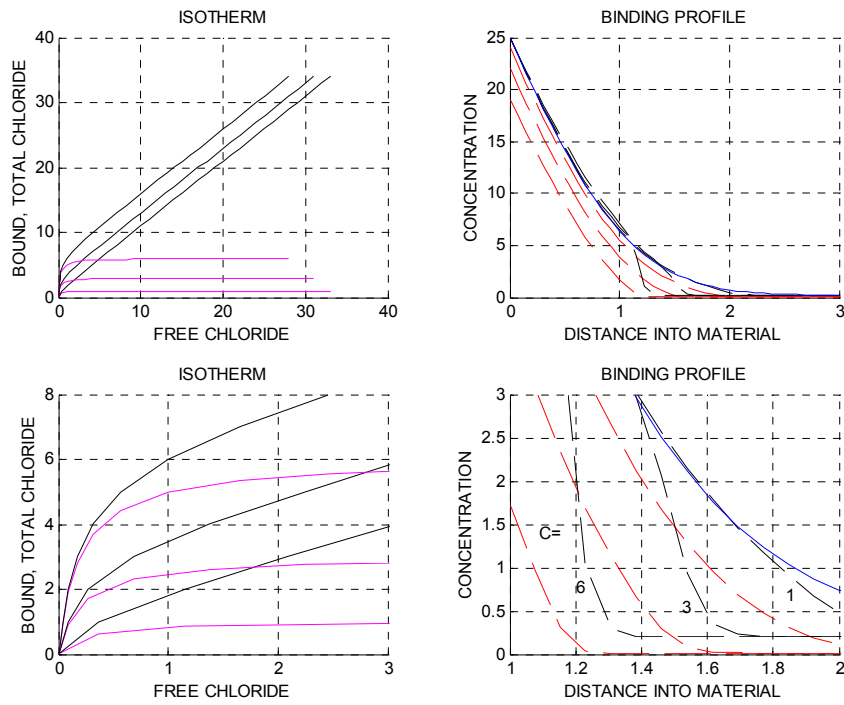 ISOTHERM
BOUND, TOTAL CHLORIDE
40
30
20
10
0
0 10 20 30 40
FREE CHLORIDE
BINDING PROFILE
CONCENTRATION
25
20
15
10
5
0
0 1 2 3
DISTANCE INTO MATERIAL
ISOTHERM
BOUND, TOTAL CHLORIDE
8
6
4
2
0
0 1 2 3
FREE CHLORIDE
BINDING PROFILE
CONCENTRATION
3
2.5
2
1.5
1
0.5
0
C=
6
3
1
1 1.2 1.4 1.6 1.8 2
DISTANCE INTO MATERIAL